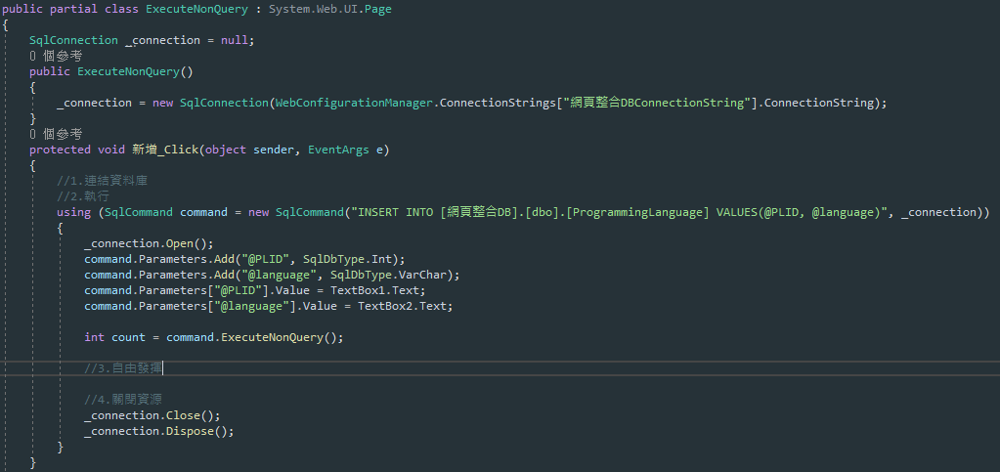 public partial class ExecuteNonQuery : System.Web.UI.Page
{
SqlConnection _connection = null;
0 個參考
public ExecuteNonQuery()
{
_connection = new SqlConnection(WebConfigurationManager.ConnectionStrings["網頁整合DBConnectionString"].ConnectionString);
}
0 個參考
protected void 新增_Click(object sender, EventArgs e)
{
//1.連結資料庫
//2.執行
using (SqlCommand command = new SqlCommand("INSERT INTO [網頁整合DB].[dbo].[ProgrammingLanguage] VALUES(@PLID, @language)", _connection))
{
_connection.Open();
command.Parameters.Add("@PLID", SqlDbType.Int);
command.Parameters.Add("@language", SqlDbType.VarChar);
command.Parameters["@PLID"].Value = TextBox1.Text;
command.Parameters["@language"].Value = TextBox2.Text;
int count = command.ExecuteNonQuery();
//3.自由發揮
//4.關閉資源
_connection.Close();
_connection.Dispose();
}
}